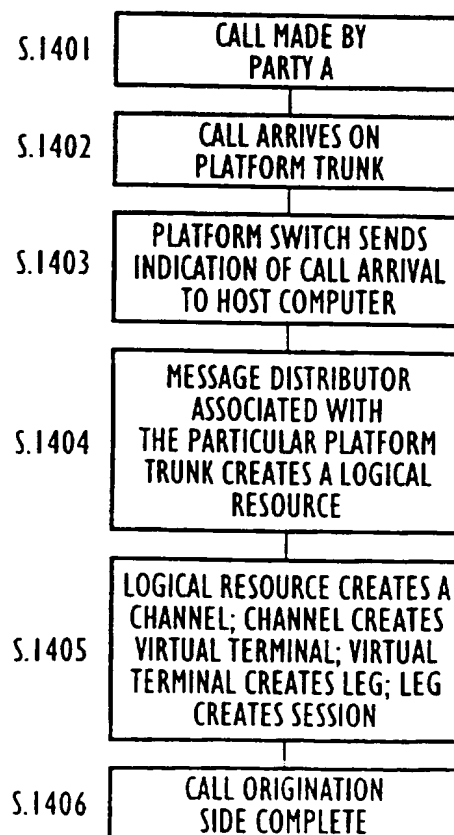 S.1401
CALL MADE BY
PARTY A
S.1402
CALL ARRIVES ON
PLATFORM TRUNK
S.1403
PLATFORM SWITCH SENDS
INDICATION OF CALL ARRIVAL
TO HOST COMPUTER
S.1404
MESSAGE DISTRIBUTOR
ASSOCIATED WITH
THE PARTICULAR PLATFORM
TRUNK CREATES A LOGICAL
RESOURCE
S.1405
LOGICAL RESOURCE CREATES A
CHANNEL; CHANNEL CREATES
VIRTUAL TERMINAL; VIRTUAL
TERMINAL CREATES LEG; LEG
CREATES SESSION
S.1406
CALL ORIGINATION
SIDE COMPLETE